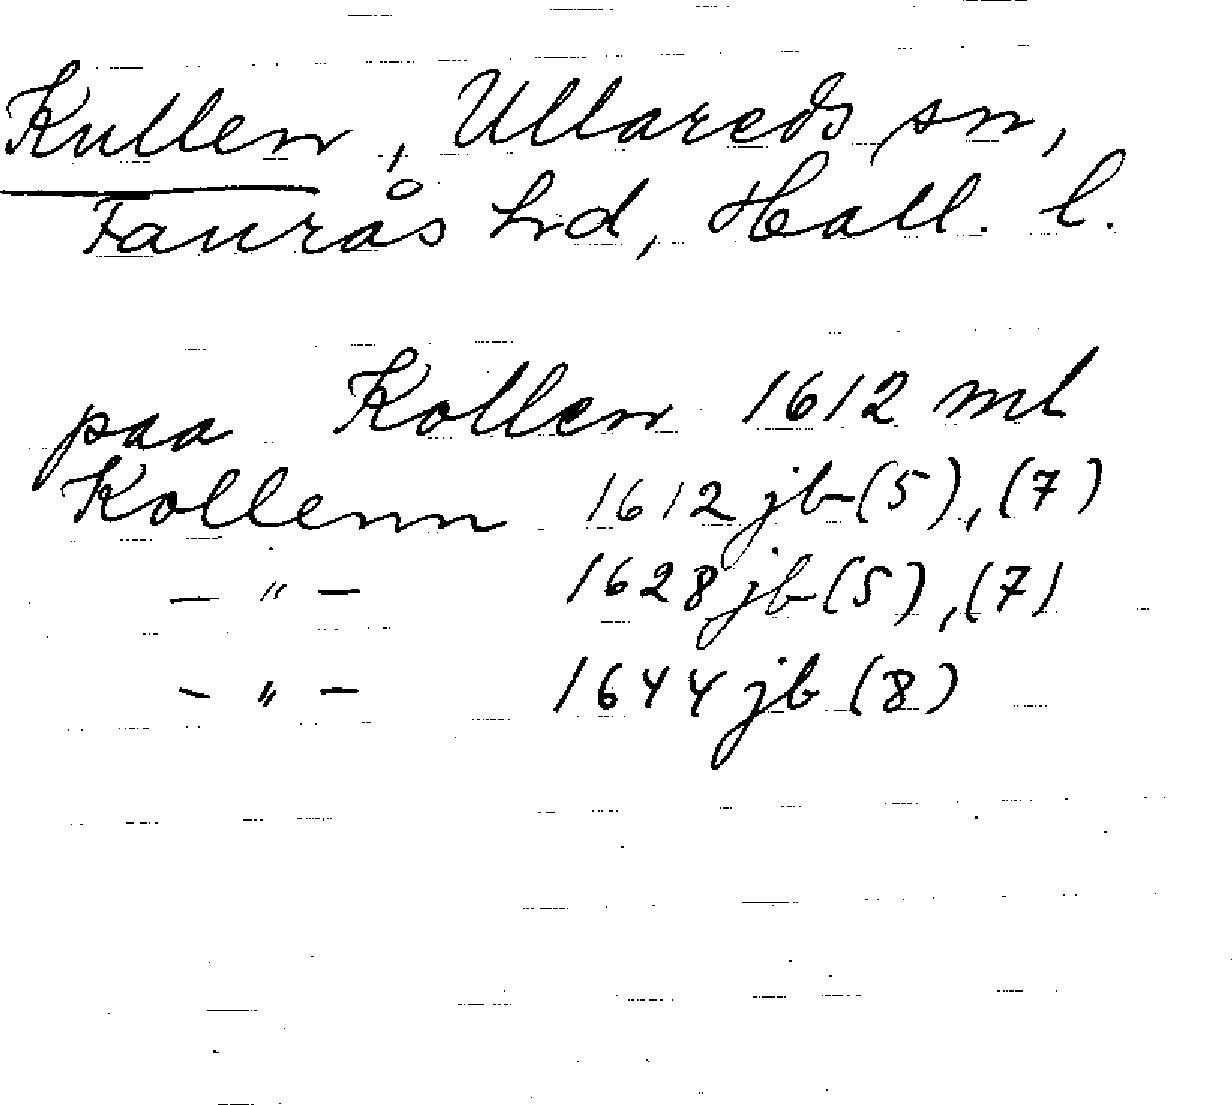 Kullen, Ullareds sn,
Faurås hd, Hall. l.
paa Kollen 1612 ml
Kollenn 1612 jb (5), (7)
— " — 1628 jb (5), (7)
— " — 1644 jb (8)